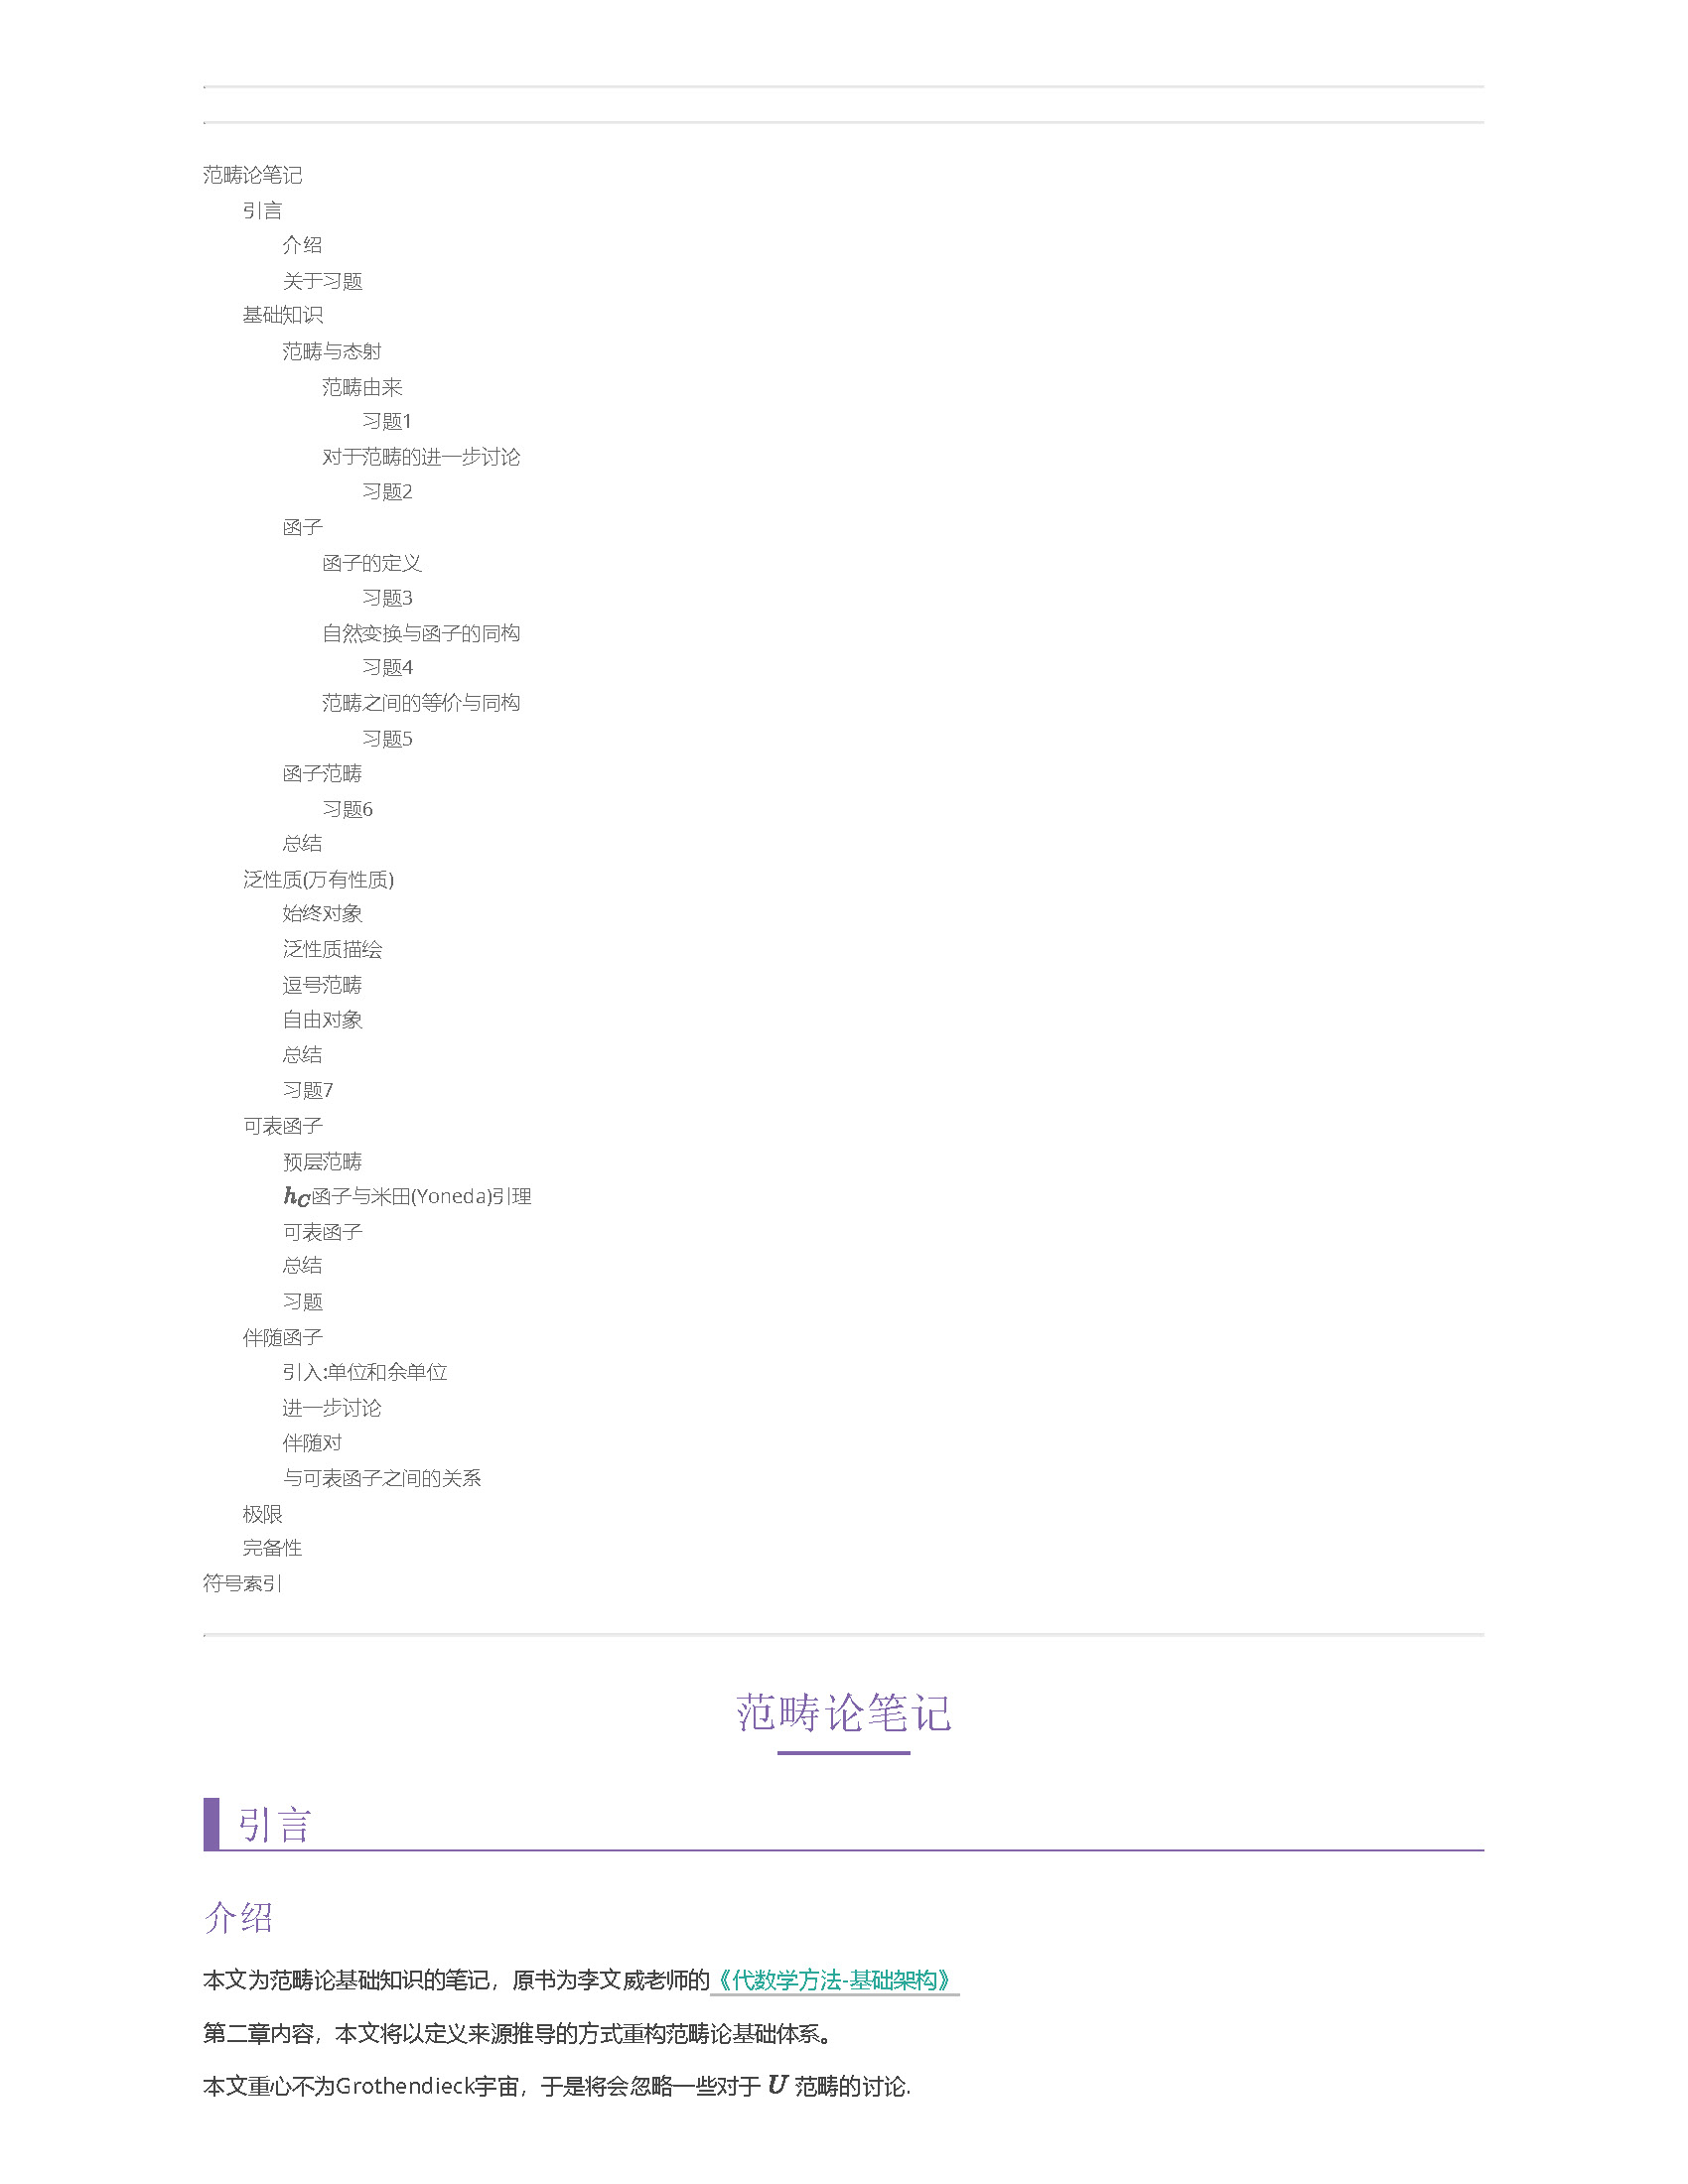 范畴论笔记
引言
介绍
关于习题
基础知识
范畴与态射
范畴由来
习题1
对于范畴的进一步讨论
习题2
函子
函子的定义
习题3
自然变换与函子的同构
习题4
范畴之间的等价与同构
习题5
函子范畴
习题6
总结
泛性质(万有性质)
始终对象
泛性质描绘
逗号范畴
自由对象
总结
习题7
可表函子
预层范畴
h_C函子与米田(Yoneda)引理
可表函子
总结
习题
伴随函子
引入:单位和余单位
进一步讨论
伴随对
与可表函子之间的关系
极限
完备性
符号索引
范畴论笔记
引言
介绍
本文为范畴论基础知识的笔记，原书为李文威老师的《代数学方法-基础架构》
第二章内容，本文将以定义来源推导的方式重构范畴论基础体系。
本文重心不为Grothendieck宇宙，于是将会忽略一些对于 U 范畴的讨论.